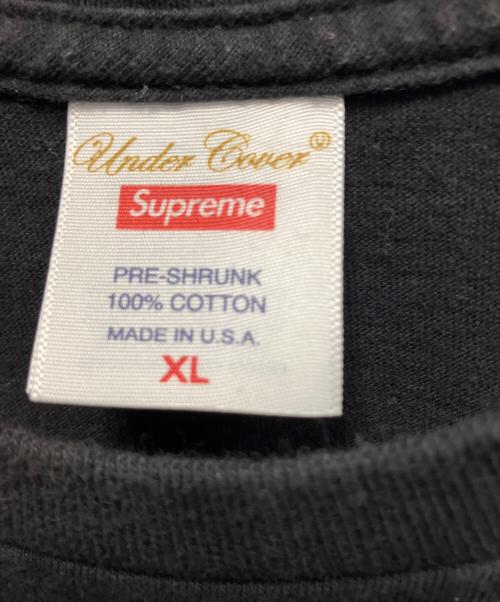 Under Cover®
Supreme
PRE-SHRUNK
100% COTTON
MADE IN U.S.A.
XL